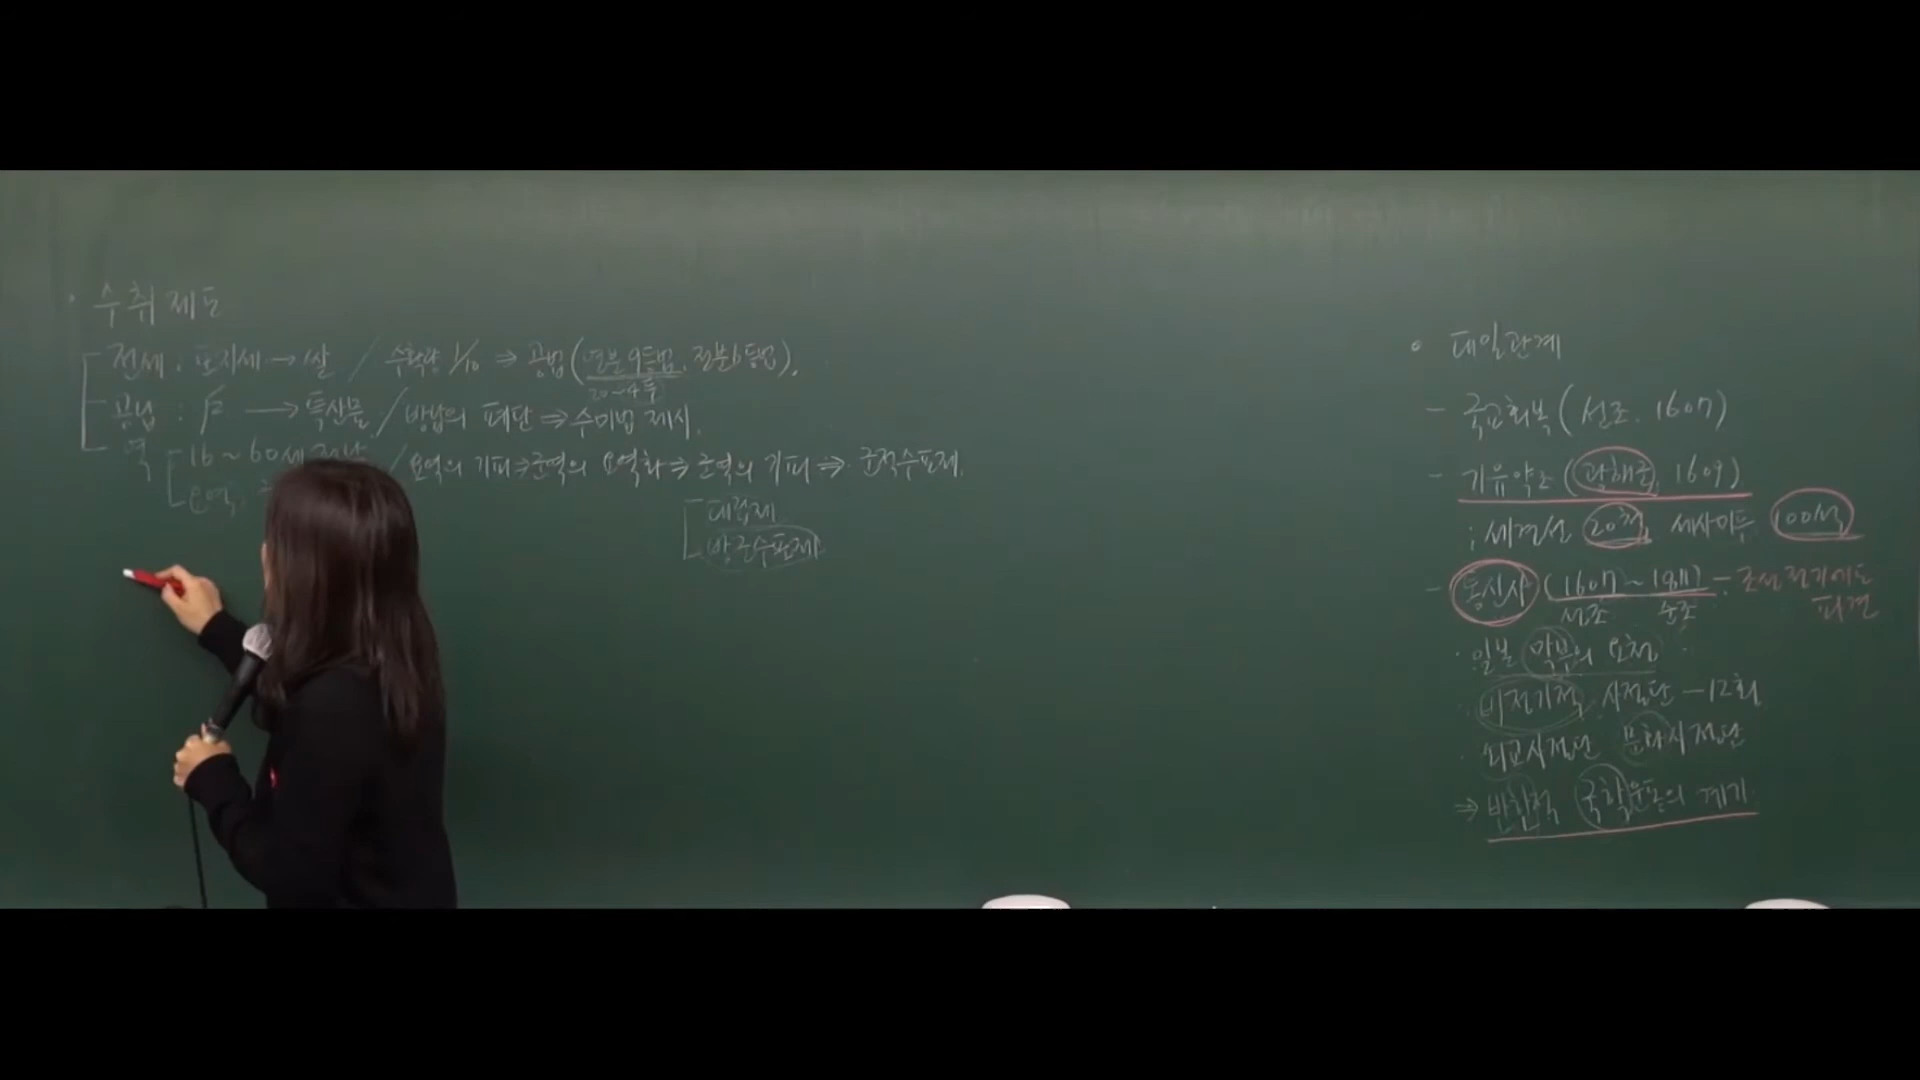 · 수취제도
전세 : 토지세 → 쌀 / 수확량 1/10 ⇒ 공법(연분9등법, 전분6등법).
20~4두
공납 : 戶 → 특산물 / 방납의 폐단 ⇒ 수미법 제시.
역 16~60세 정남 / 요역의 기피 ⇒ 군역의 요역화 ⇒ 군역의 기피 ⇒ 군적수포제.
요역:
대립제
방군수포제
· 대일관계
- 국교회복(선조. 1607)
- 기유약조(광해군, 1609)
; 세견선 20척 세사미두 100석
- 통신사 (1607~1811) - 조선전기에도 파견
선조 순조
· 일본 막부의 요청
· 비정기적 사절단 - 12회
· 외교사절단 문화사절단
⇒ 반한적 국학운동의 계기